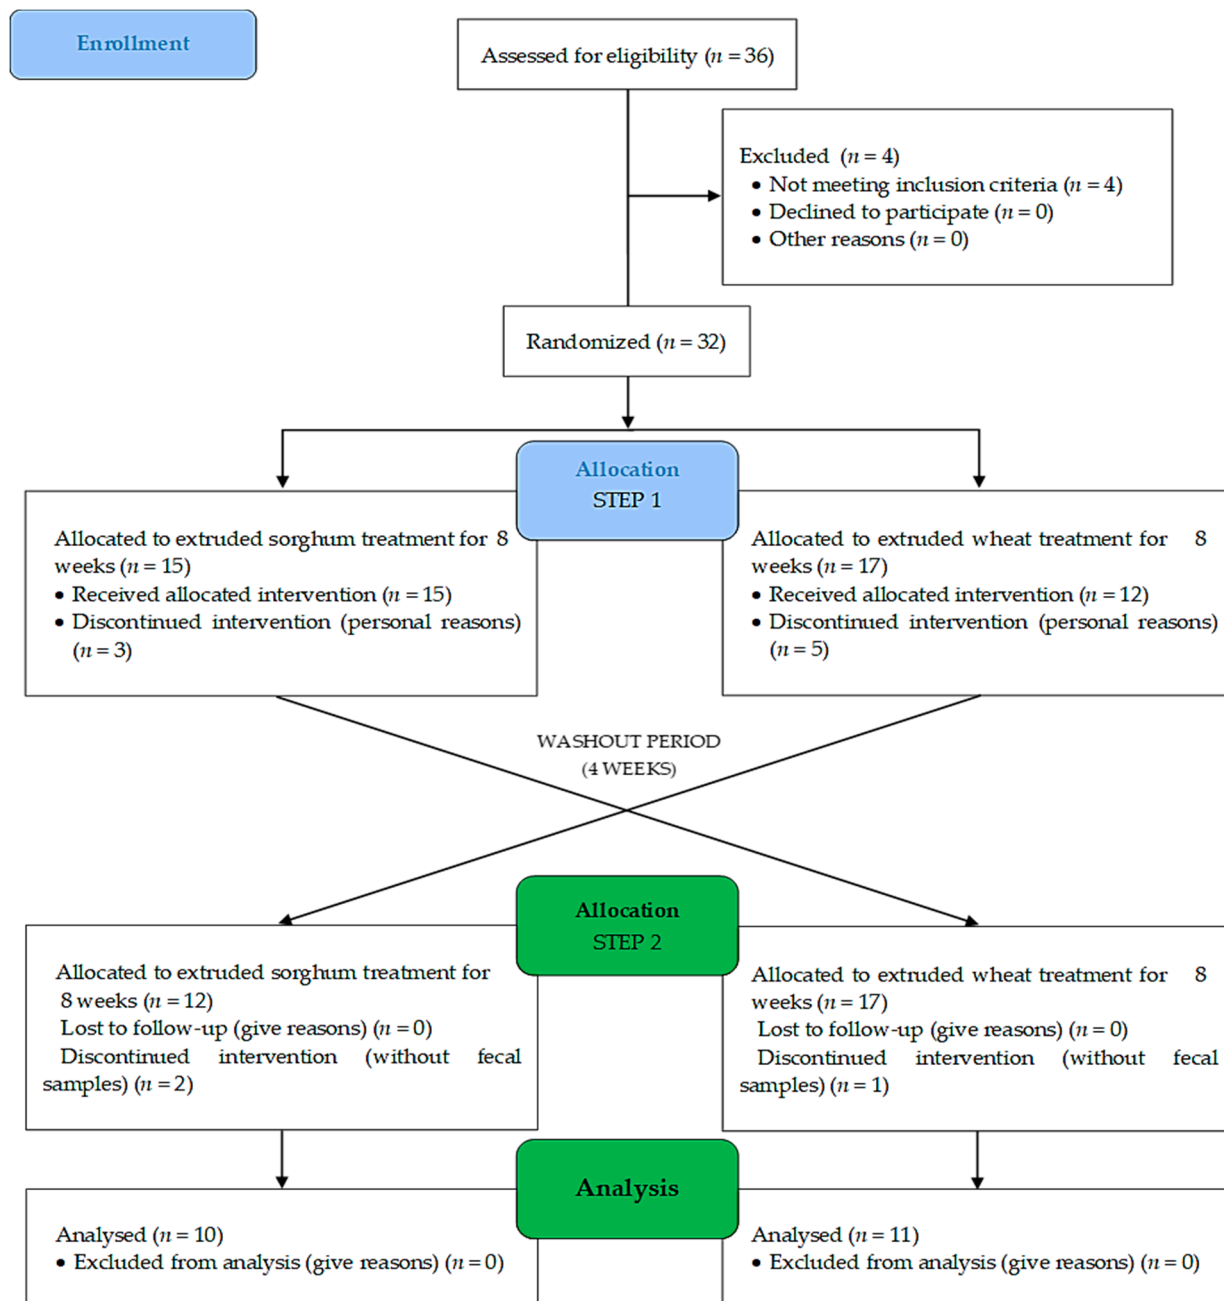 Enrollment
Assessed for eligibility (n = 36)
Excluded (n = 4)
• Not meeting inclusion criteria (n = 4)
• Declined to participate (n = 0)
• Other reasons (n = 0)
Randomized (n = 32)
Allocation
STEP 1
Allocated to extruded sorghum treatment for 8
weeks (n = 15)
• Received allocated intervention (n = 15)
• Discontinued intervention (personal reasons)
(n = 3)
Allocated to extruded wheat treatment for 8
weeks (n = 17)
• Received allocated intervention (n = 12)
• Discontinued intervention (personal reasons)
(n = 5)
WASHOUT PERIOD
(4 WEEKS)
Allocation
STEP 2
Allocated to extruded sorghum treatment for
8 weeks (n = 12)
Lost to follow-up (give reasons) (n = 0)
Discontinued intervention (without fecal
samples) (n = 2)
Allocated to extruded wheat treatment for 8
weeks (n = 17)
Lost to follow-up (give reasons) (n = 0)
Discontinued intervention (without fecal
samples) (n = 1)
Analysis
Analysed (n = 10)
• Excluded from analysis (give reasons) (n = 0)
Analysed (n = 11)
• Excluded from analysis (give reasons) (n = 0)